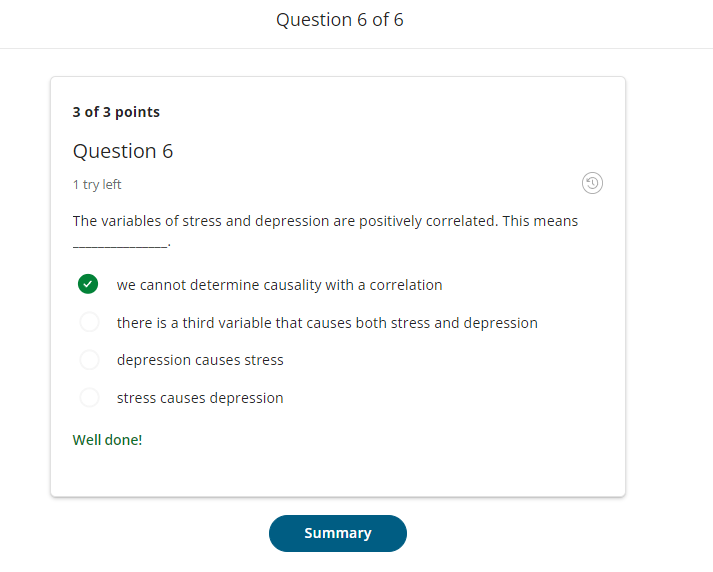 Question 6 of 6
3 of 3 points
Question 6
1 try left
The variables of stress and depression are positively correlated. This means
_______________.
we cannot determine causality with a correlation
there is a third variable that causes both stress and depression
depression causes stress
stress causes depression
Well done!
Summary